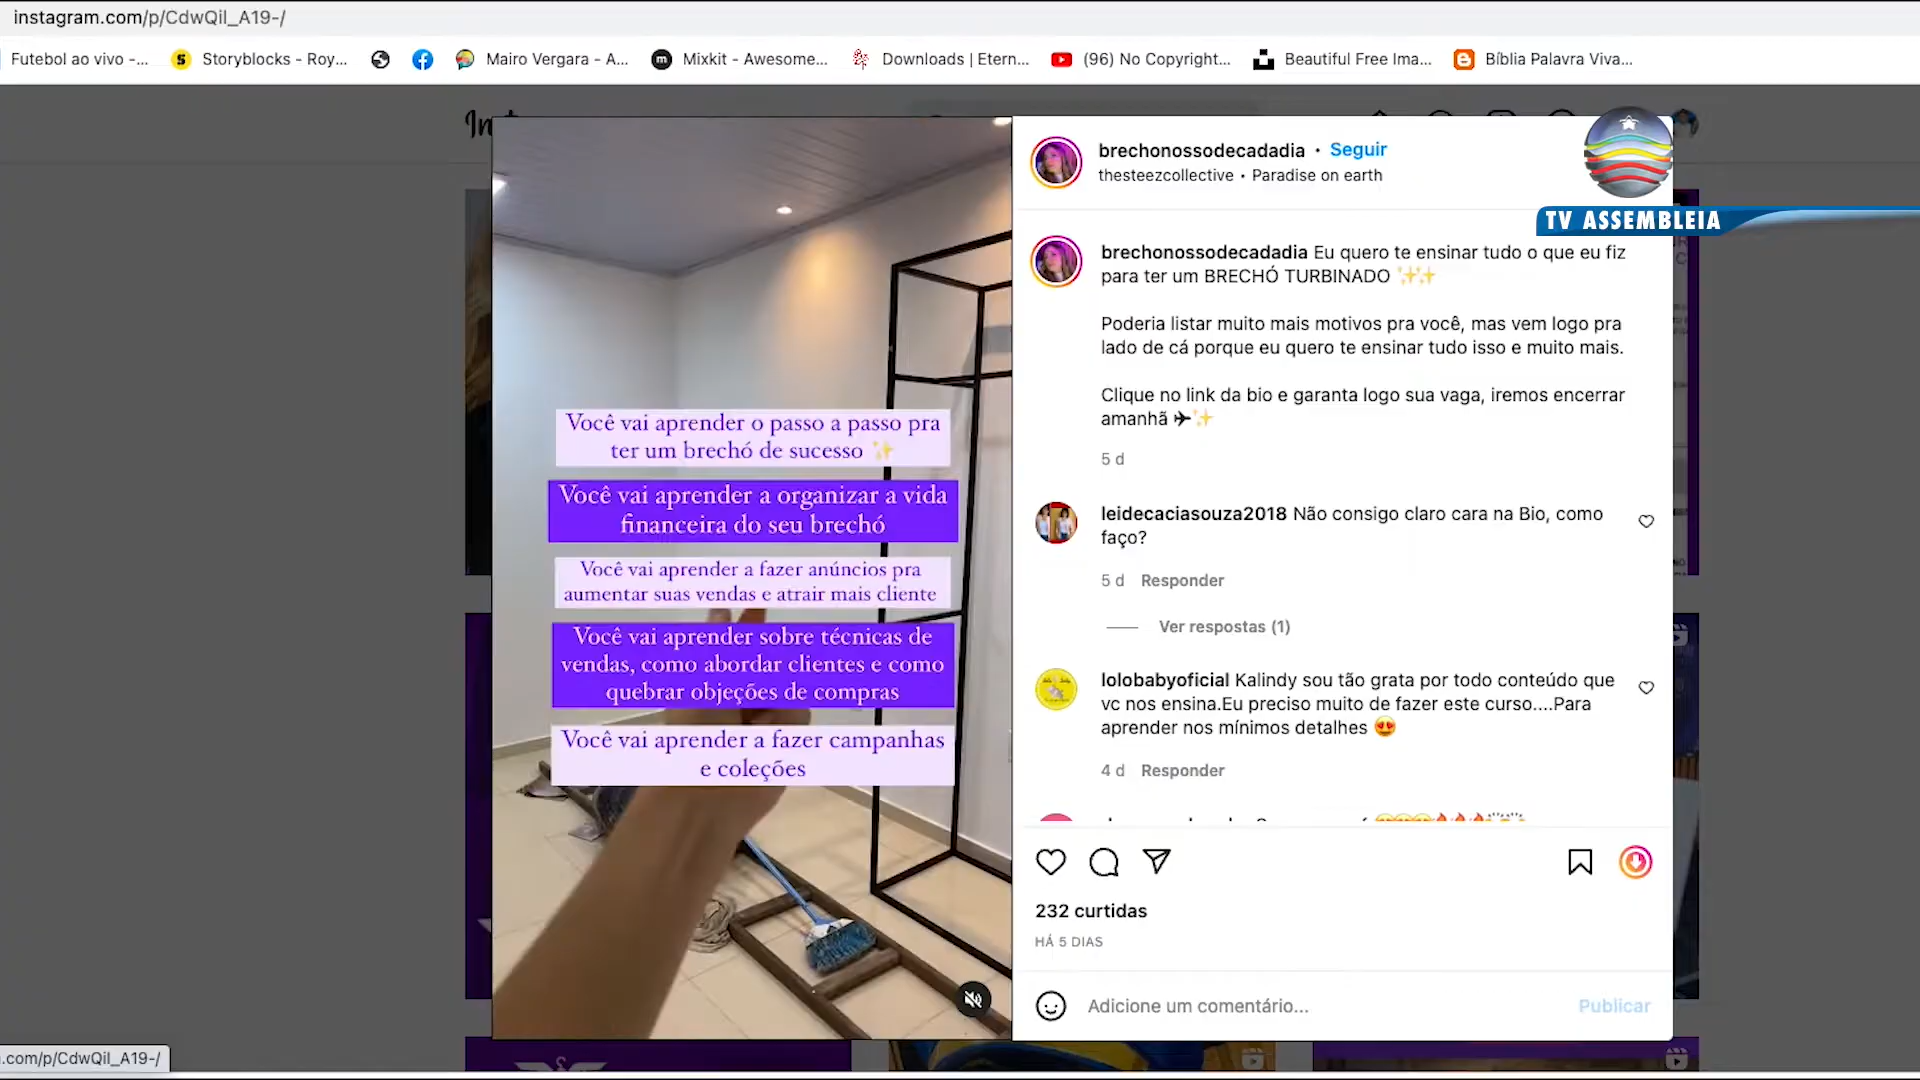 instagram.com/p/CdwQil_A19-/
Futebol ao vivo -...
Storyblocks - Roy...
Mairo Vergara - A...
Mixkit - Awesome...
Downloads | Etern...
(96) No Copyright...
Beautiful Free Ima...
Bíblia Palavra Viva...
brechonossodecadadia • Seguir
thesteezcollective • Paradise on earth
TV ASSEMBLEIA
Você vai aprender o passo a passo pra
ter um brechó de sucesso ✨
Você vai aprender a organizar a vida
financeira do seu brechó
Você vai aprender a fazer anúncios pra
aumentar suas vendas e atrair mais cliente
Você vai aprender sobre técnicas de
vendas, como abordar clientes e como
quebrar objeções de compras
Você vai aprender a fazer campanhas
e coleções
brechonossodecadadia Eu quero te ensinar tudo o que eu fiz
para ter um BRECHÓ TURBINADO ✨✨
Poderia listar muito mais motivos pra você, mas vem logo pra
lado de cá porque eu quero te ensinar tudo isso e muito mais.
Clique no link da bio e garanta logo sua vaga, iremos encerrar
amanhã ✈✨
5 d
leidecaciasouza2018 Não consigo claro cara na Bio, como
faço?
5 d Responder
Ver respostas (1)
lolobabyoficial Kalindy sou tão grata por todo conteúdo que
vc nos ensina.Eu preciso muito de fazer este curso....Para
aprender nos mínimos detalhes 😍
4 d Responder
232 curtidas
HÁ 5 DIAS
Adicione um comentário...
Publicar
.com/p/CdwQil_A19-/